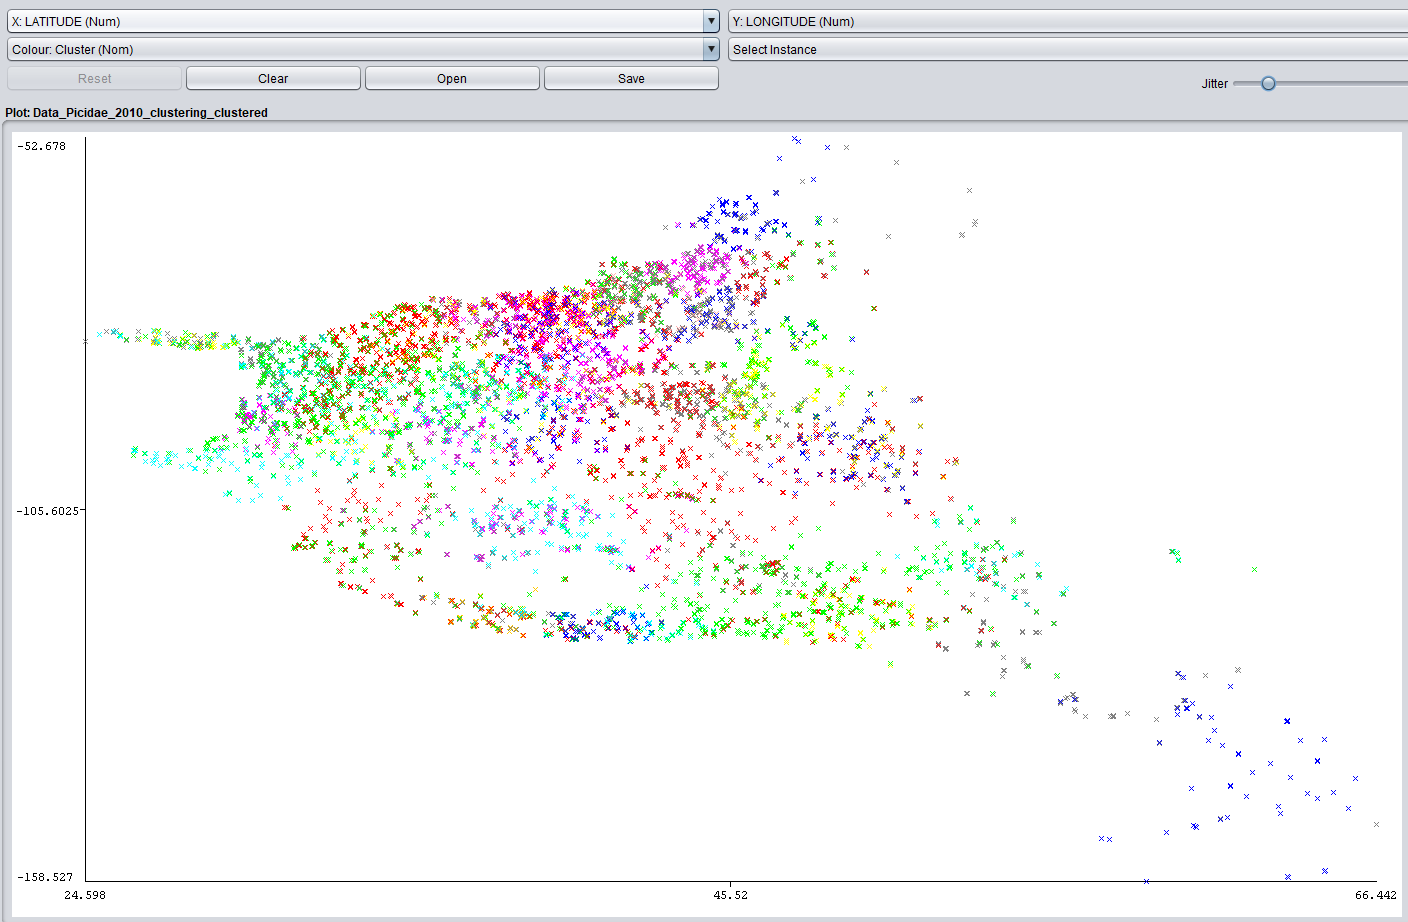 X: LATITUDE (Num) Y: LONGITUDE (Num)
Colour: Cluster (Nom) Select Instance
Reset Clear Open Save Jitter
Plot: Data_Picidae_2010_clustering_clustered
-52.678
-105.6025
-158.527
24.598 45.52 66.442